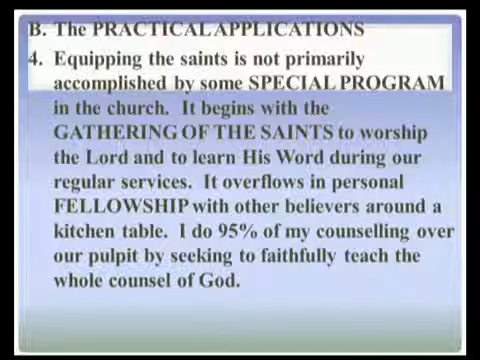 B. The PRACTICAL APPLICATIONS
4. Equipping the saints is not primarily
accomplished by some SPECIAL PROGRAM
in the church. It begins with the
GATHERING OF THE SAINTS to worship
the Lord and to learn His Word during our
regular services. It overflows in personal
FELLOWSHIP with other believers around a
kitchen table. I do 95% of my counselling over
our pulpit by seeking to faithfully teach the
whole counsel of God.